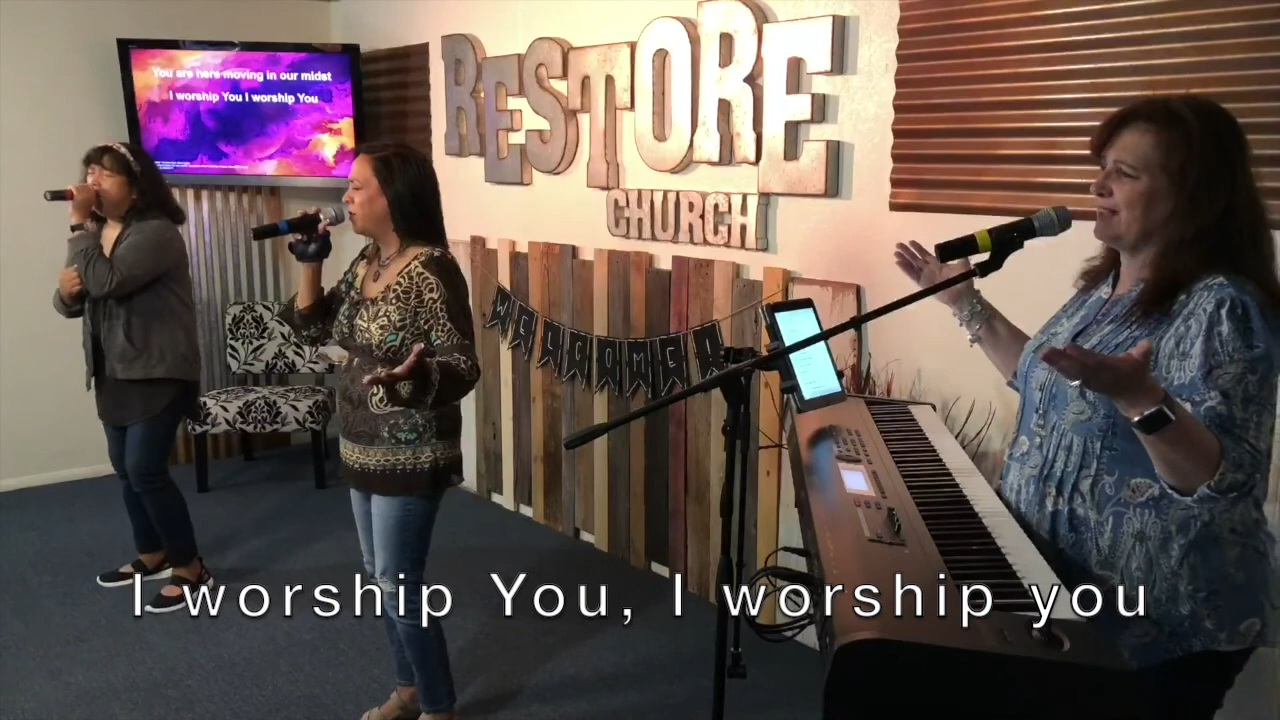 You are here moving in our midst
I worship You I worship You
RESTORE
CHURCH
WELCOME!
I worship You, I worship you